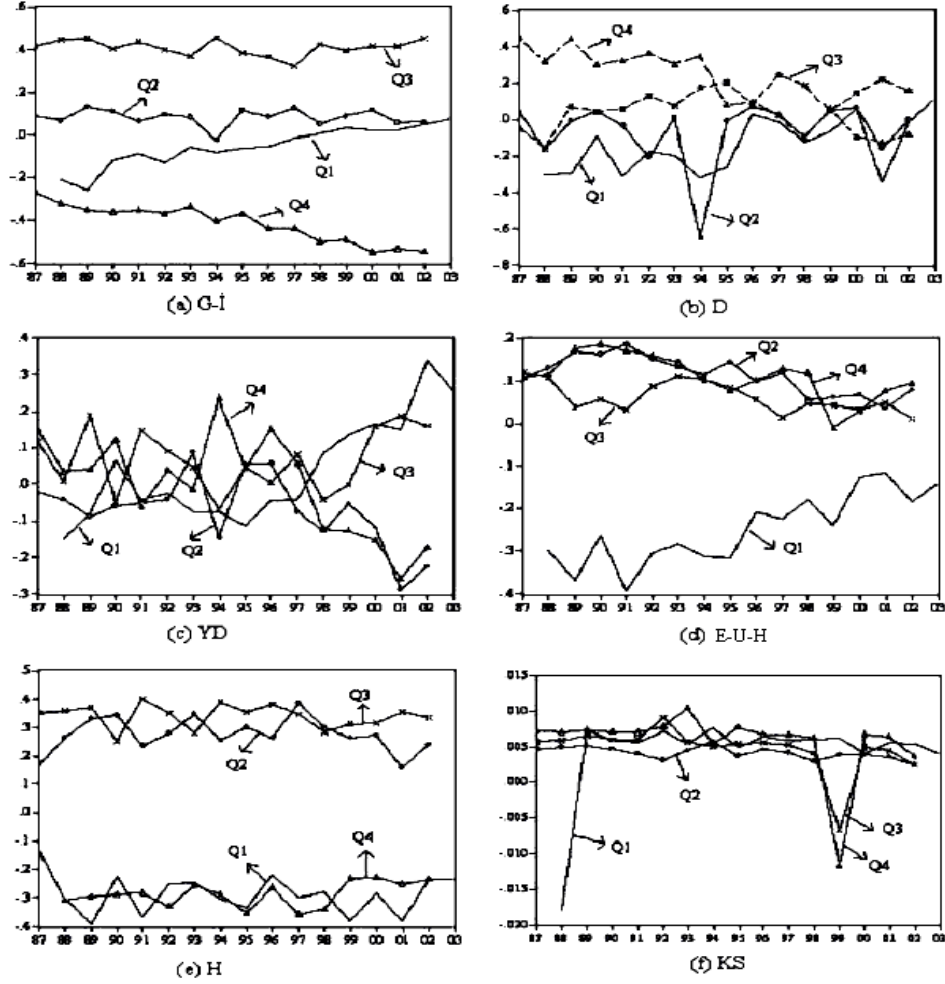 .6
.4
.2
.0
-.2
-.4
-.6
Q3
Q2
Q1
Q4
87 88 89 90 91 92 93 94 95 96 97 98 99 00 01 02 03
(a) G-İ
.6
.4
.2
.0
-.2
-.4
-.6
-.8
Q4
Q3
Q1
Q2
87 88 89 90 91 92 93 94 95 96 97 98 99 00 01 02 03
(b) D
.4
.3
.2
.1
.0
-.1
-.2
-.3
Q4
Q3
Q1
Q2
87 88 89 90 91 92 93 94 95 96 97 98 99 00 01 02 03
(c) YD
.2
.1
.0
-.1
-.2
-.3
-.4
Q2
Q4
Q3
Q1
87 88 89 90 91 92 93 94 95 96 97 98 99 00 01 02 03
(d) E-U-H
.5
.4
.3
.2
.1
.0
-.1
-.2
-.3
-.4
Q3
Q2
Q1
Q4
87 88 89 90 91 92 93 94 95 96 97 98 99 00 01 02 03
(e) H
.015
.010
.005
.000
-.005
-.010
-.015
-.020
Q2
Q1
Q3
Q4
87 88 89 90 91 92 93 94 95 96 97 98 99 00 01 02 03
(f) KS